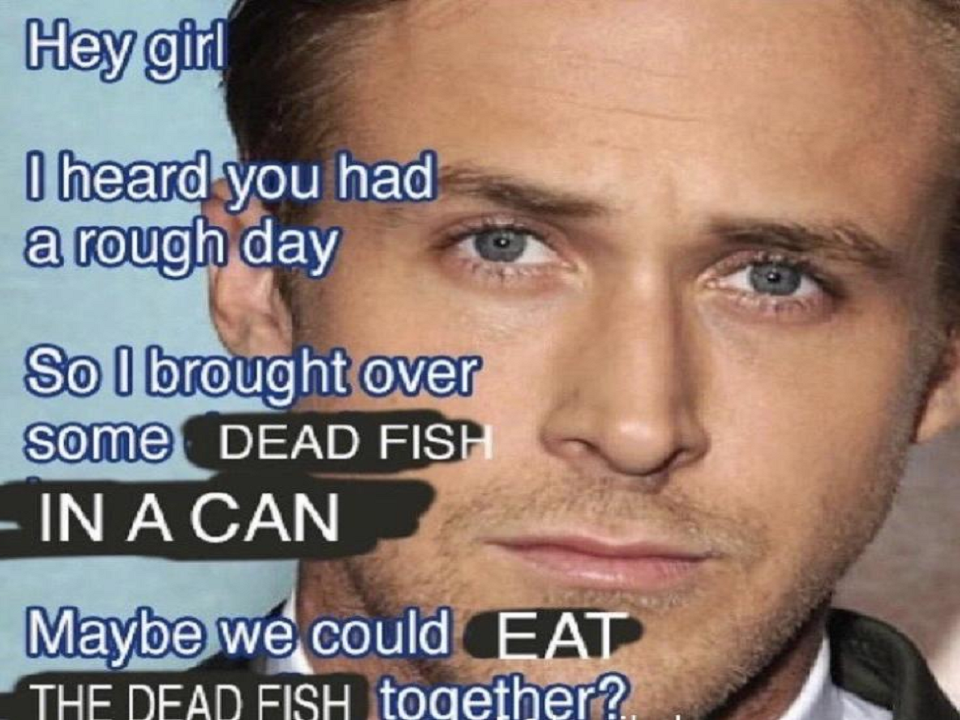 Hey girl
I heard you had
a rough day
So I brought over
some DEAD FISH
IN A CAN
Maybe we could EAT
THE DEAD FISH together?